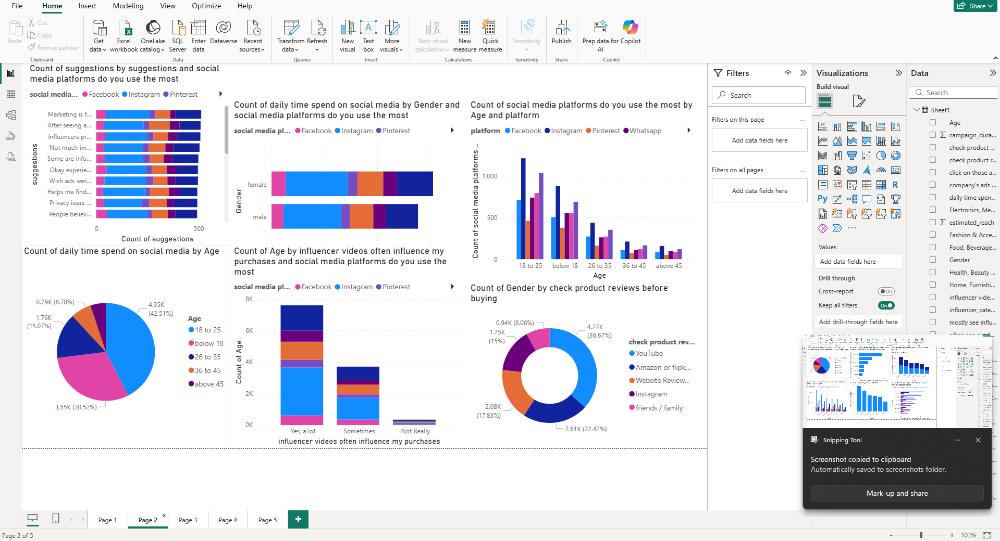 File Home Insert Modeling View Optimize Help
Share
Paste
Cut
Copy
Format painter
Clipboard
Get data
Excel workbook
OneLake catalog
SQL Server
Enter data
Dataverse
Recent sources
Data
Transform data
Refresh
Queries
New visual
Text box
More visuals
Insert
New visual calculation
New measure
Quick measure
Calculations
Sensitivity
Sensitivity
Publish
Share
Prep data for AI
Copilot
Copilot
Count of suggestions by suggestions and social
media platforms do you use the most
social media... Facebook Instagram Pinterest
suggestions
Marketing is f...
After seeing a...
Influencers pr...
Not much im...
Some are info...
Okay experie...
Wish ads wer...
Helps me find...
Privacy issue ...
People believ...
0 500
Count of suggestions
Count of daily time spend on social media by Gender and
social media platforms do you use the most
social media pl... Facebook Instagram Pinterest
Gender
female
male
Count of social media platforms do you use the most by
Age and platform
platform Facebook Instagram Pinterest Whatsapp
Count of social media platforms ...
1,000
500
0
18 to 25 below 18 26 to 35 36 to 45 above 45
Age
Count of daily time spend on social media by Age
0.79K (6.78%)
4.95K
(42.51%)
1.76K
(15.07%)
3.55K (30.52%)
Age
18 to 25
below 18
26 to 35
36 to 45
above 45
Count of Age by influencer videos often influence my
purchases and social media platforms do you use the
most
social media pl... Facebook Instagram Pinterest
Count of Age
8K
6K
4K
2K
0K
Yes, a lot Sometimes Not Really
influencer videos often influence my purchases
Count of Gender by check product reviews before
buying
0.94K (8.08%)
1.75K
(15%)
4.27K
(36.67%)
2.08K
(17.83%)
2.61K (22.42%)
check product rev...
YouTube
Amazon or flipk...
Website Review...
Instagram
friends / family
Filters
Search
Filters on this page ...
Add data fields here
Filters on all pages ...
Add data fields here
Visualizations
Build visual
R
Py
123
...
Values
Add data fields here
Drill through
Cross-report Off
Keep all filters On
Add drill-through fields here
Data
Search
Sheet1
Age
campaign_dura...
check product ...
check product r...
click on those a...
company's ads ...
daily time spen...
Electronics, Me...
estimated_reach
Fashion & Acce...
Food, Beverage...
Gender
Health, Beauty ...
Home, Furnishi...
influencer vide...
influencer_cate...
mostly see influ...
Snipping Tool
Screenshot copied to clipboard
Automatically saved to screenshots folder.
Mark-up and share
DAX
TMDL
Page 1 Page 2 x Page 3 Page 4 Page 5 +
Page 2 of 5
- + 103%